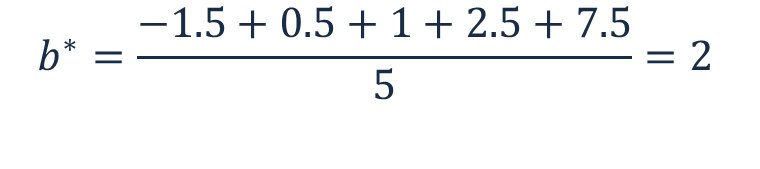 b* = (−1.5 + 0.5 + 1 + 2.5 + 7.5) / 5 = 2